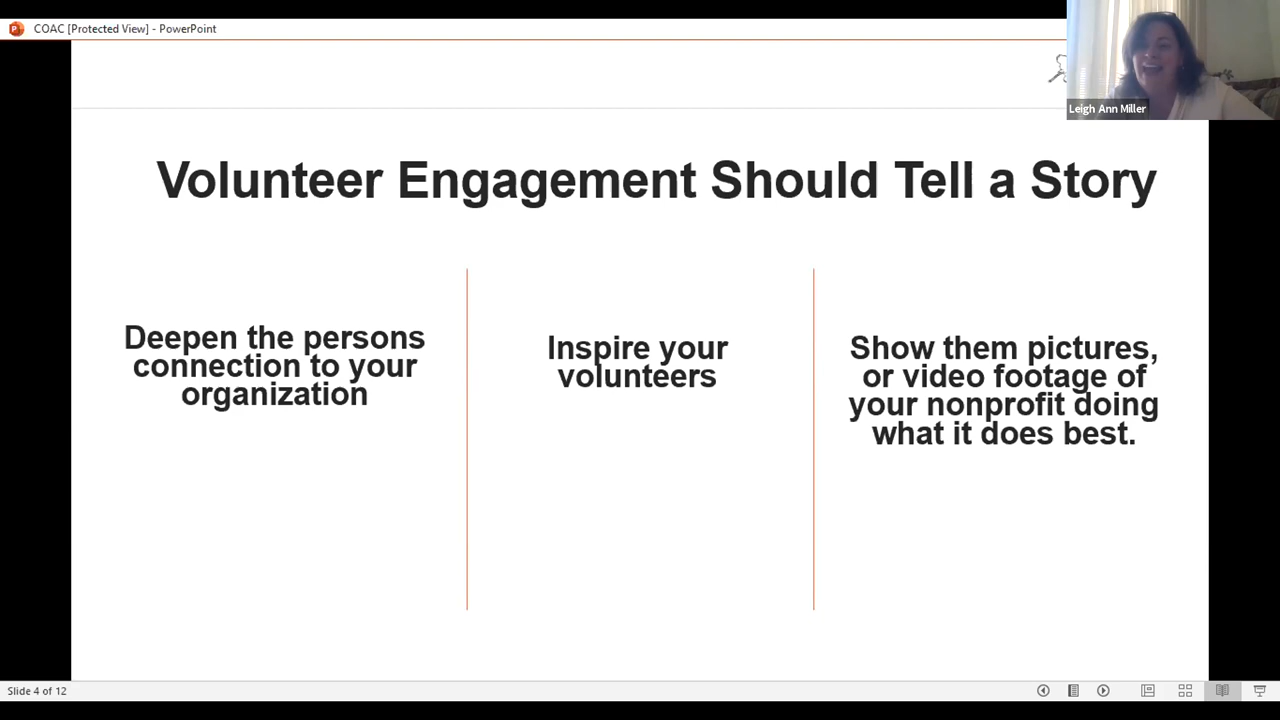 COAC [Protected View] - PowerPoint
Leigh Ann Miller
Volunteer Engagement Should Tell a Story
Deepen the persons
connection to your
organization
Inspire your
volunteers
Show them pictures,
or video footage of
your nonprofit doing
what it does best.
Slide 4 of 12